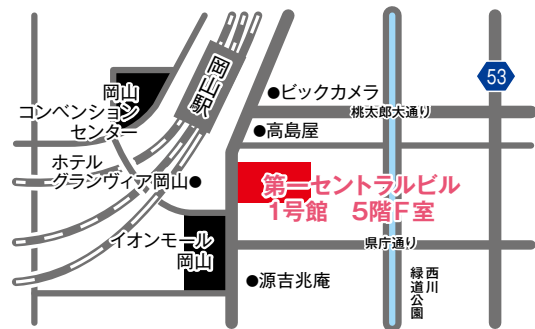 岡山
コンベンション
センター
岡山駅
●ビックカメラ
53
桃太郎大通り
●高島屋
ホテル
グランヴィア岡山●
第一セントラルビル
1号館　5階F室
イオンモール
岡山
県庁通り
●源吉兆庵
西川
緑道公園